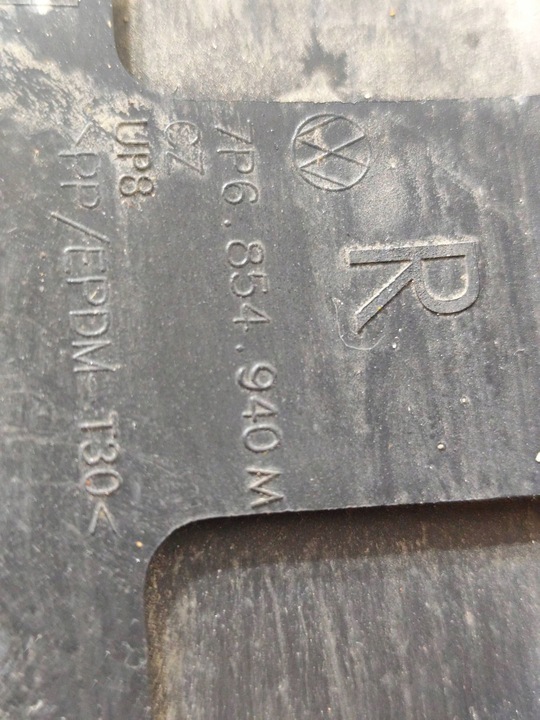 R
7P6.854.940 M
CZ
UP8
>PP/EPDM-T30<